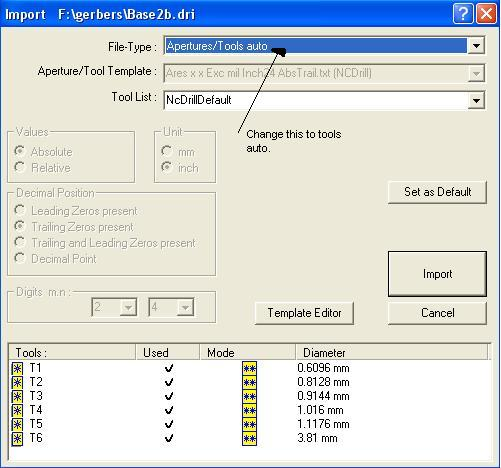 Import F:\gerbers\Base2b.dri
File-Type : Apertures/Tools auto
Aperture/Tool Template : Ares x x Exc mil Inch24 AbsTrail.txt (NCDrill)
Tool List : NcDrillDefault
Change this to tools
auto.
Values
Absolute
Relative
Unit
mm
inch
Decimal Position
Leading Zeros present
Trailing Zeros present
Trailing and Leading Zeros present
Decimal Point
Set as Default
Digits m.n : 2 4
Import
Template Editor
Cancel
Tools : Used Mode Diameter
T1 0.6096 mm
T2 0.8128 mm
T3 0.9144 mm
T4 1.016 mm
T5 1.1176 mm
T6 3.81 mm